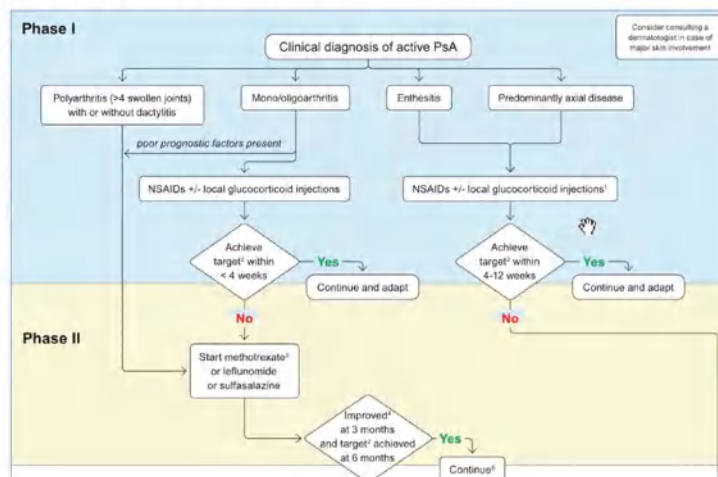 Phase I
Consider consulting a
dermatologist in case of
major skin involvement
Clinical diagnosis of active PsA
Polyarthritis (>4 swollen joints)
with or without dactylitis
Mono/oligoarthritis
Enthesitis
Predominantly axial disease
poor prognostic factors present
NSAIDs +/- local glucocorticoid injections
NSAIDs +/- local glucocorticoid injections¹
Achieve
target² within
< 4 weeks
Yes
Continue and adapt
Achieve
target² within
4-12 weeks
Yes
Continue and adapt
No
No
Phase II
Start methotrexate³
or leflunomide
or sulfasalazine
Improved⁴
at 3 months
and target² achieved
at 6 months
Yes
Continue⁶